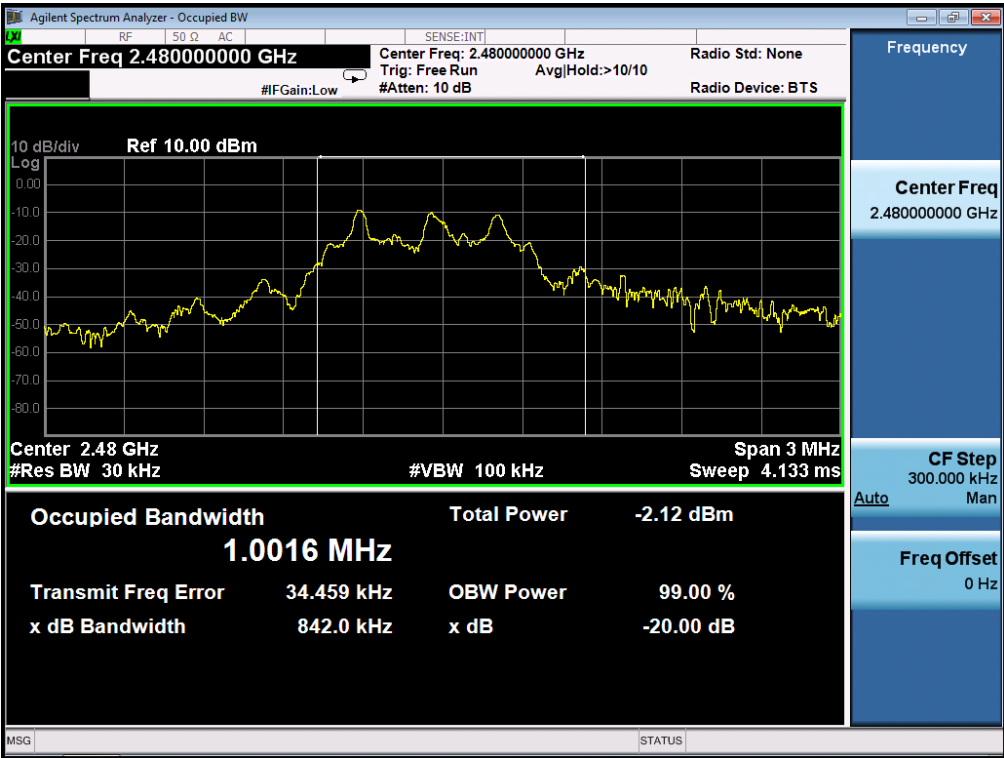 Agilent Spectrum Analyzer - Occupied BW
LXI RF 50 Ω AC SENSE:INT
Center Freq 2.480000000 GHz
#IFGain:Low
Center Freq: 2.480000000 GHz
Trig: Free Run Avg|Hold:>10/10
#Atten: 10 dB
Radio Std: None
Radio Device: BTS
10 dB/div Ref 10.00 dBm
Log
0.00
-10.0
-20.0
-30.0
-40.0
-50.0
-60.0
-70.0
-80.0
Center 2.48 GHz Span 3 MHz
#Res BW 30 kHz #VBW 100 kHz Sweep 4.133 ms
Occupied Bandwidth Total Power -2.12 dBm
1.0016 MHz
Transmit Freq Error 34.459 kHz OBW Power 99.00 %
x dB Bandwidth 842.0 kHz x dB -20.00 dB
MSG STATUS
Frequency
Center Freq
2.480000000 GHz
CF Step
300.000 kHz
Auto Man
Freq Offset
0 Hz